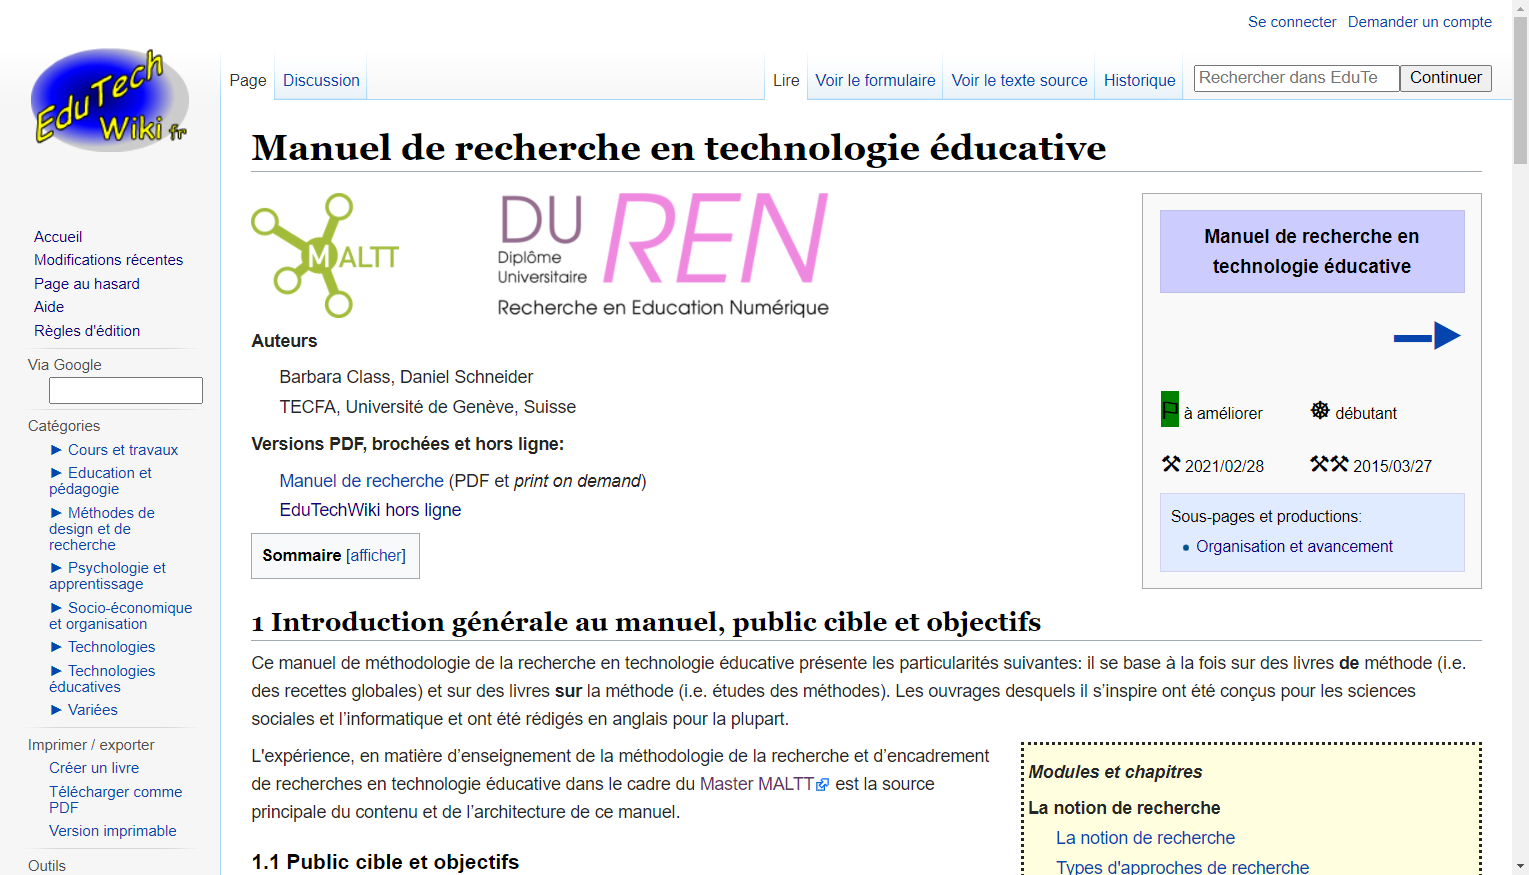 Se connecter Demander un compte
EduTech Wiki fr
Page Discussion Lire Voir le formulaire Voir le texte source Historique Rechercher dans EduTe Continuer
Manuel de recherche en technologie éducative
MALTT
DU REN
Diplôme
Universitaire
Recherche en Education Numérique
Auteurs
Barbara Class, Daniel Schneider
TECFA, Université de Genève, Suisse
Versions PDF, brochées et hors ligne:
Manuel de recherche (PDF et print on demand)
EduTechWiki hors ligne
Sommaire [afficher]
Manuel de recherche en
technologie éducative
à améliorer débutant
2021/02/28 2015/03/27
Sous-pages et productions:
Organisation et avancement
1 Introduction générale au manuel, public cible et objectifs
Ce manuel de méthodologie de la recherche en technologie éducative présente les particularités suivantes: il se base à la fois sur des livres de méthode (i.e.
des recettes globales) et sur des livres sur la méthode (i.e. études des méthodes). Les ouvrages desquels il s’inspire ont été conçus pour les sciences
sociales et l’informatique et ont été rédigés en anglais pour la plupart.
L'expérience, en matière d’enseignement de la méthodologie de la recherche et d’encadrement
de recherches en technologie éducative dans le cadre du Master MALTT est la source
principale du contenu et de l’architecture de ce manuel.
1.1 Public cible et objectifs
Modules et chapitres
La notion de recherche
La notion de recherche
Types d'approches de recherche
Accueil
Modifications récentes
Page au hasard
Aide
Règles d'édition
Via Google
Catégories
► Cours et travaux
► Education et
pédagogie
► Méthodes de
design et de
recherche
► Psychologie et
apprentissage
► Socio-économique
et organisation
► Technologies
► Technologies
éducatives
► Variées
Imprimer / exporter
Créer un livre
Télécharger comme
PDF
Version imprimable
Outils